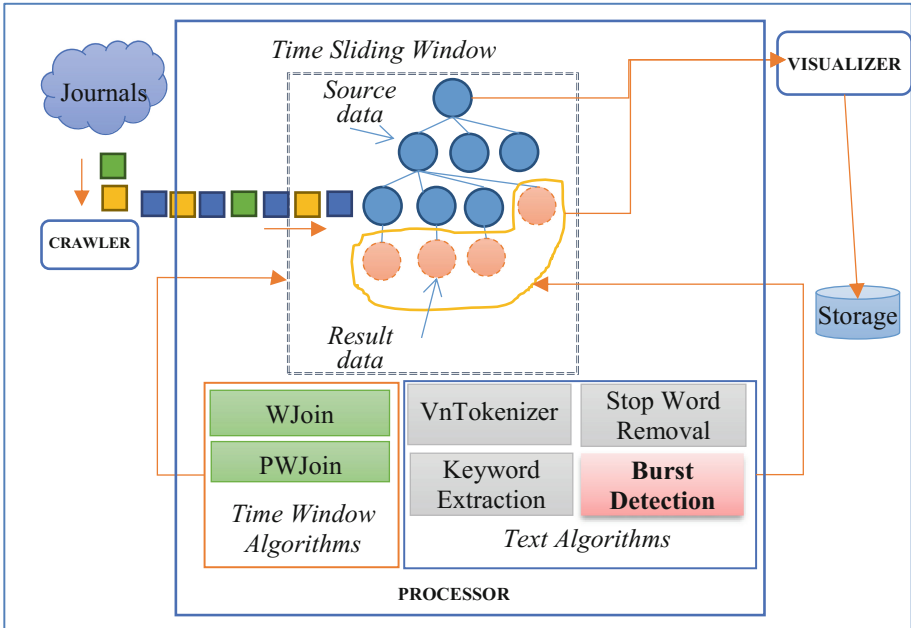 Time Sliding Window
Journals
Source
data
VISUALIZER
CRAWLER
Result
data
Storage
WJoin
PWJoin
Time Window
Algorithms
VnTokenizer
Stop Word
Removal
Keyword
Extraction
Burst
Detection
Text Algorithms
PROCESSOR